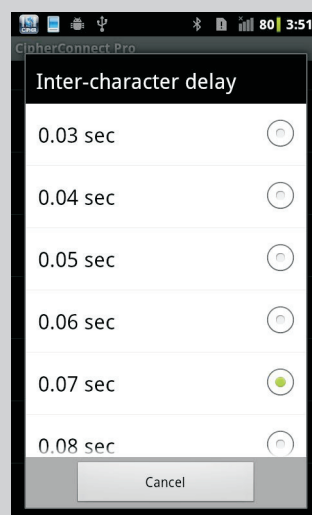 80 3:51
CipherConnect Pro
Inter-character delay
0.03 sec
0.04 sec
0.05 sec
0.06 sec
0.07 sec
0.08 sec
Cancel